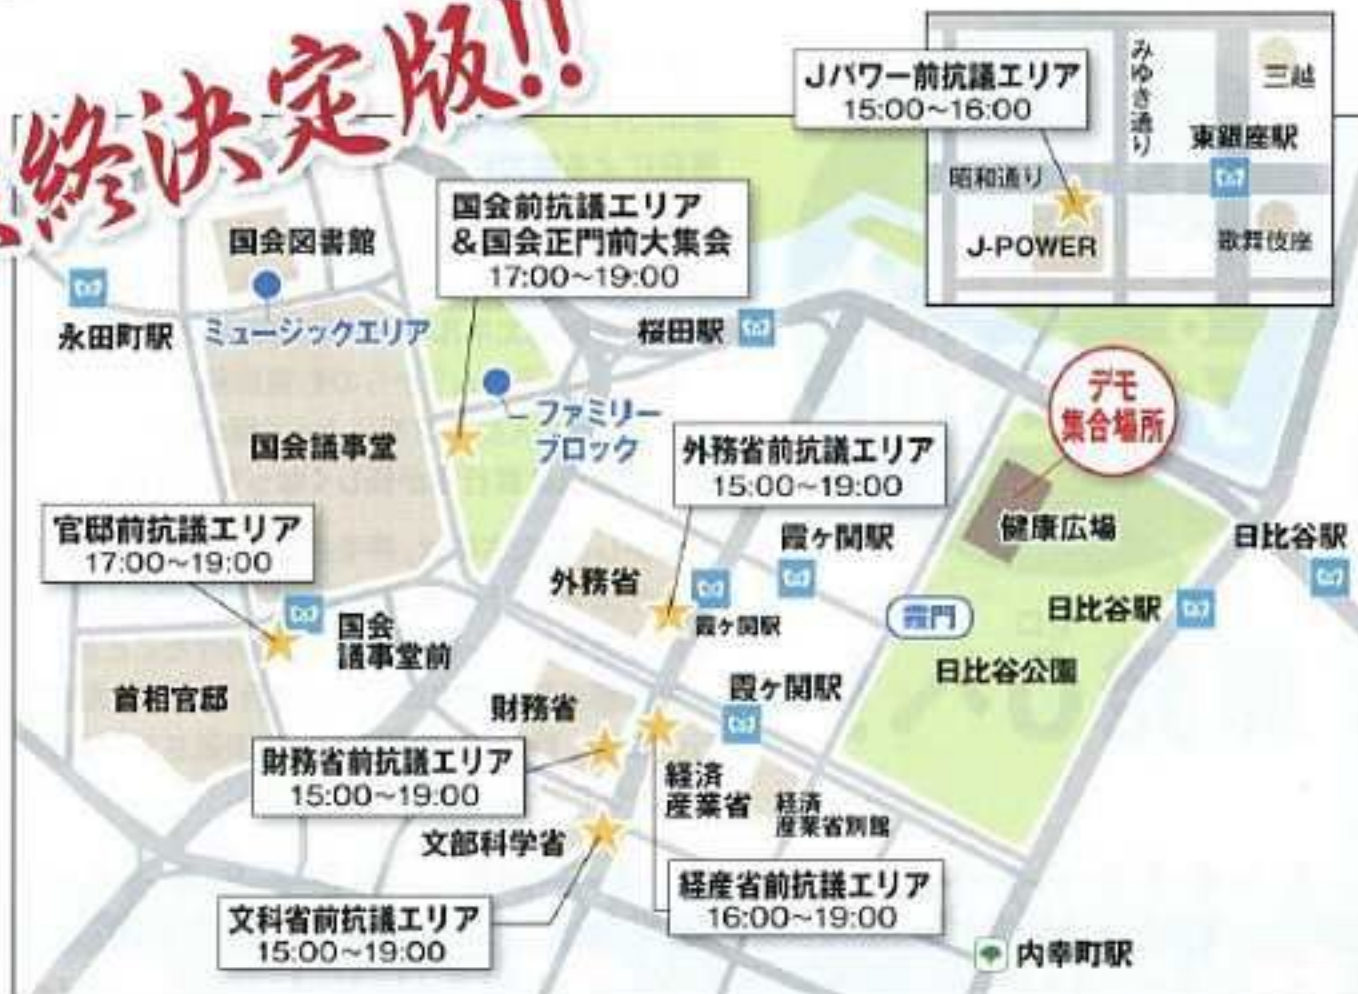 終決定版!!
Jパワー前抗議エリア
15:00〜16:00
みゆき通り
三越
東銀座駅
昭和通り
J-POWER
歌舞伎座
国会前抗議エリア
&国会正門前大集会
17:00〜19:00
国会図書館
永田町駅
ミュージックエリア
桜田駅
デモ
集合場所
ファミリー
ブロック
国会議事堂
外務省前抗議エリア
15:00〜19:00
官邸前抗議エリア
17:00〜19:00
霞ヶ関駅
健康広場
日比谷駅
外務省
霞ヶ関駅
霞門
日比谷駅
国会
議事堂前
日比谷公園
首相官邸
財務省
霞ヶ関駅
財務省前抗議エリア
15:00〜19:00
経済
産業省
経済
産業省別館
文部科学省
経産省前抗議エリア
16:00〜19:00
文科省前抗議エリア
15:00〜19:00
内幸町駅